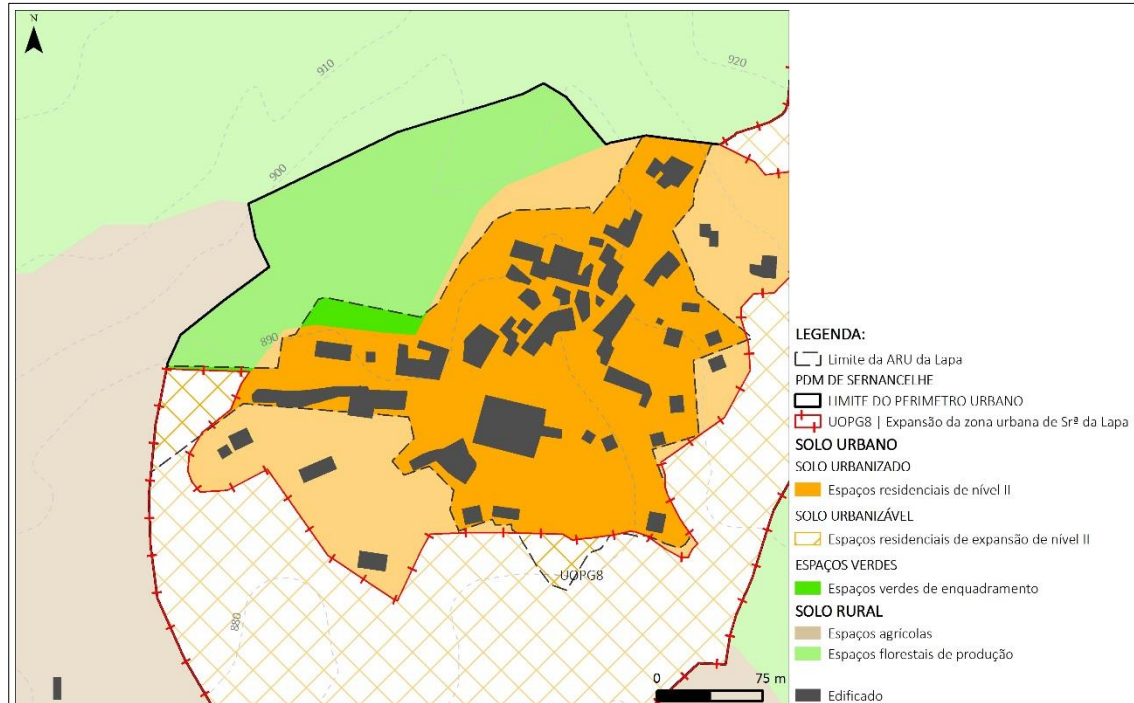 N
910
920
900
890
880
UOPG8
0 75 m
LEGENDA:
Limite da ARU da Lapa
PDM DE SERNANCELHE
LIMITE DO PERIMETRO URBANO
UOPG8 | Expansão da zona urbana de Srª da Lapa
SOLO URBANO
SOLO URBANIZADO
Espaços residenciais de nível II
SOLO URBANIZÁVEL
Espaços residenciais de expansão de nível II
ESPAÇOS VERDES
Espaços verdes de enquadramento
SOLO RURAL
Espaços agrícolas
Espaços florestais de produção
Edificado